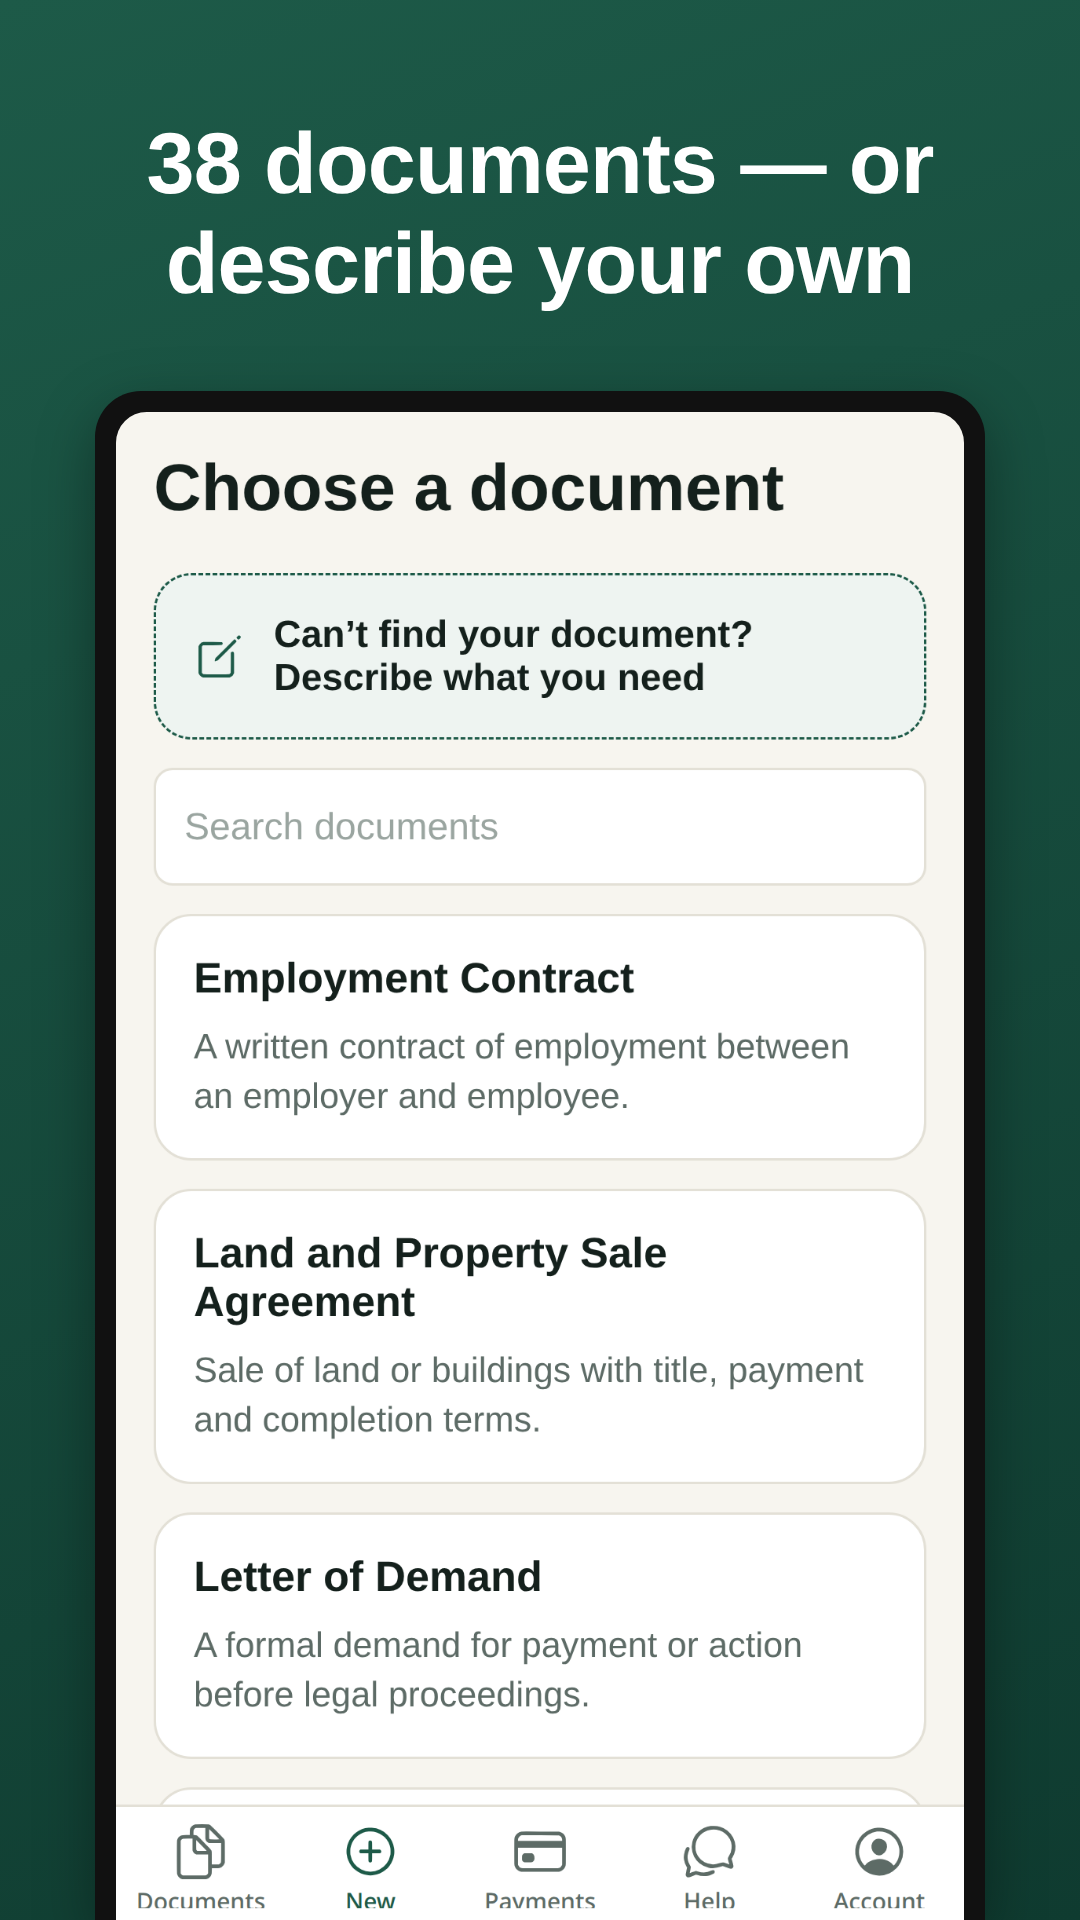 38 documents — or
describe your own
Choose a document
Can’t find your document?
Describe what you need
Search documents
Employment Contract
A written contract of employment between
an employer and employee.
Land and Property Sale
Agreement
Sale of land or buildings with title, payment
and completion terms.
Letter of Demand
A formal demand for payment or action
before legal proceedings.
Documents
New
Payments
Help
Account